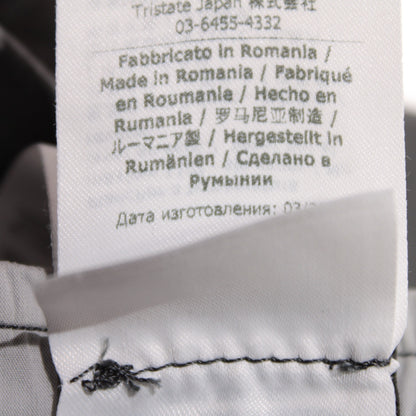 Tristate Japan 株式会社
03-6455-4332
Fabbricato in Romania /
Made in Romania / Fabriqué
en Roumanie / Hecho en
Rumania / 罗马尼亚制造 /
ルーマニア製 / Hergestellt in
Rumänien / Сделано в
Румынии
Дата изготовления: 03/